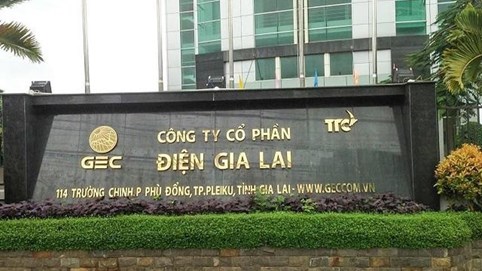 CÔNG TY CỔ PHẦN
TTC
GEC
ĐIỆN GIA LAI
114 TRƯỜNG CHINH.P PHÙ ĐỔNG,TP.PLEIKU,TỈNH GIA LAI-WWW.GECCOM.VN